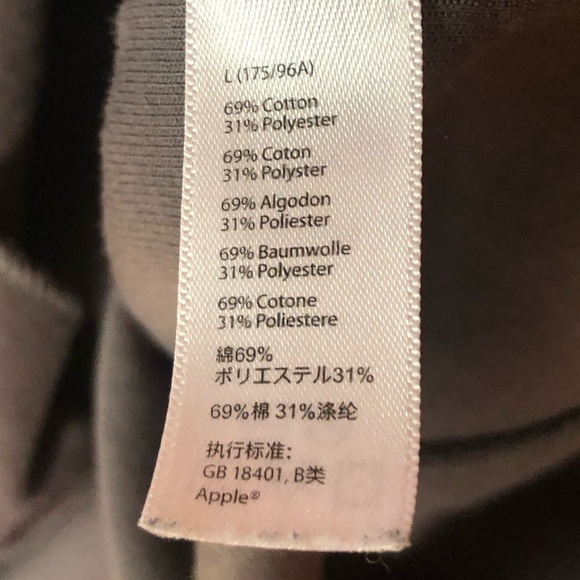 L (175/96A)
69% Cotton
31% Polyester
69% Coton
31% Polyster
69% Algodon
31% Poliester
69% Baumwolle
31% Polyester
69% Cotone
31% Poliestere
綿69%
ポリエステル31%
69%棉 31%涤纶
执行标准：
GB 18401, B类
Apple®